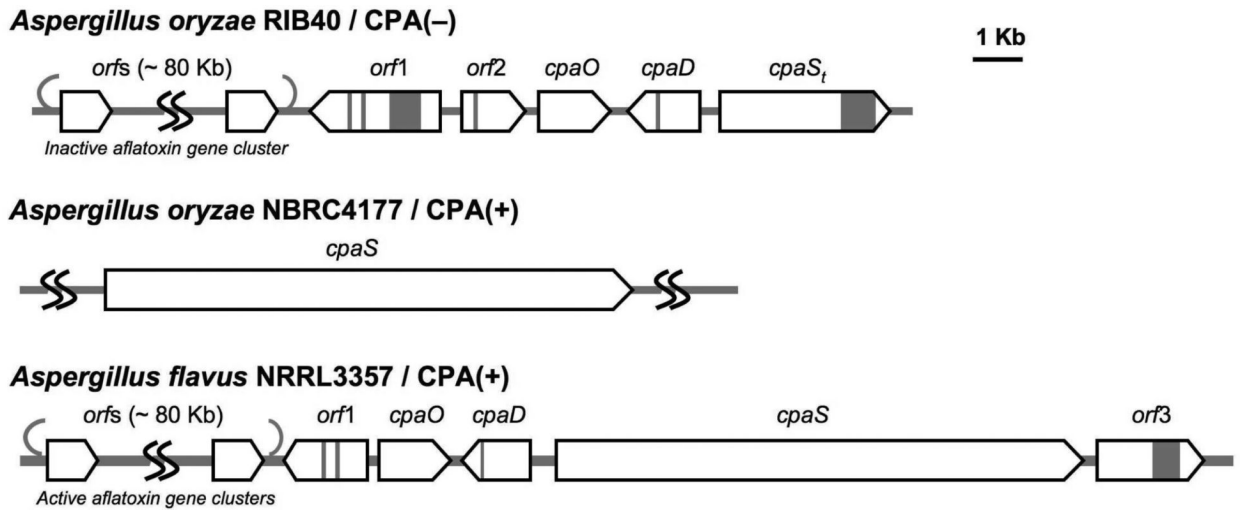 Aspergillus oryzae RIB40 / CPA(–)
1 Kb
orfs (~ 80 Kb)
orf1
orf2
cpaO
cpaD
cpaSt
Inactive aflatoxin gene cluster
Aspergillus oryzae NBRC4177 / CPA(+)
cpaS
Aspergillus flavus NRRL3357 / CPA(+)
orfs (~ 80 Kb)
orf1
cpaO
cpaD
cpaS
orf3
Active aflatoxin gene clusters